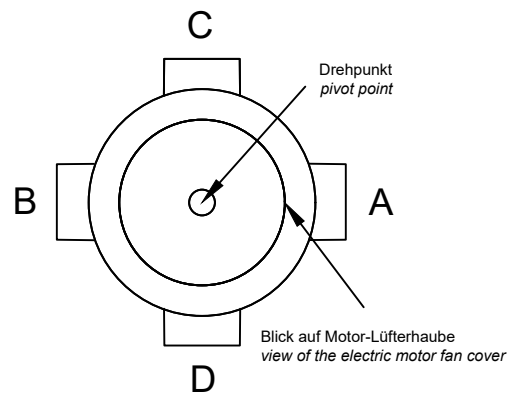 C
Drehpunkt
pivot point
B
A
Blick auf Motor-Lüfterhaube
view of the electric motor fan cover
D